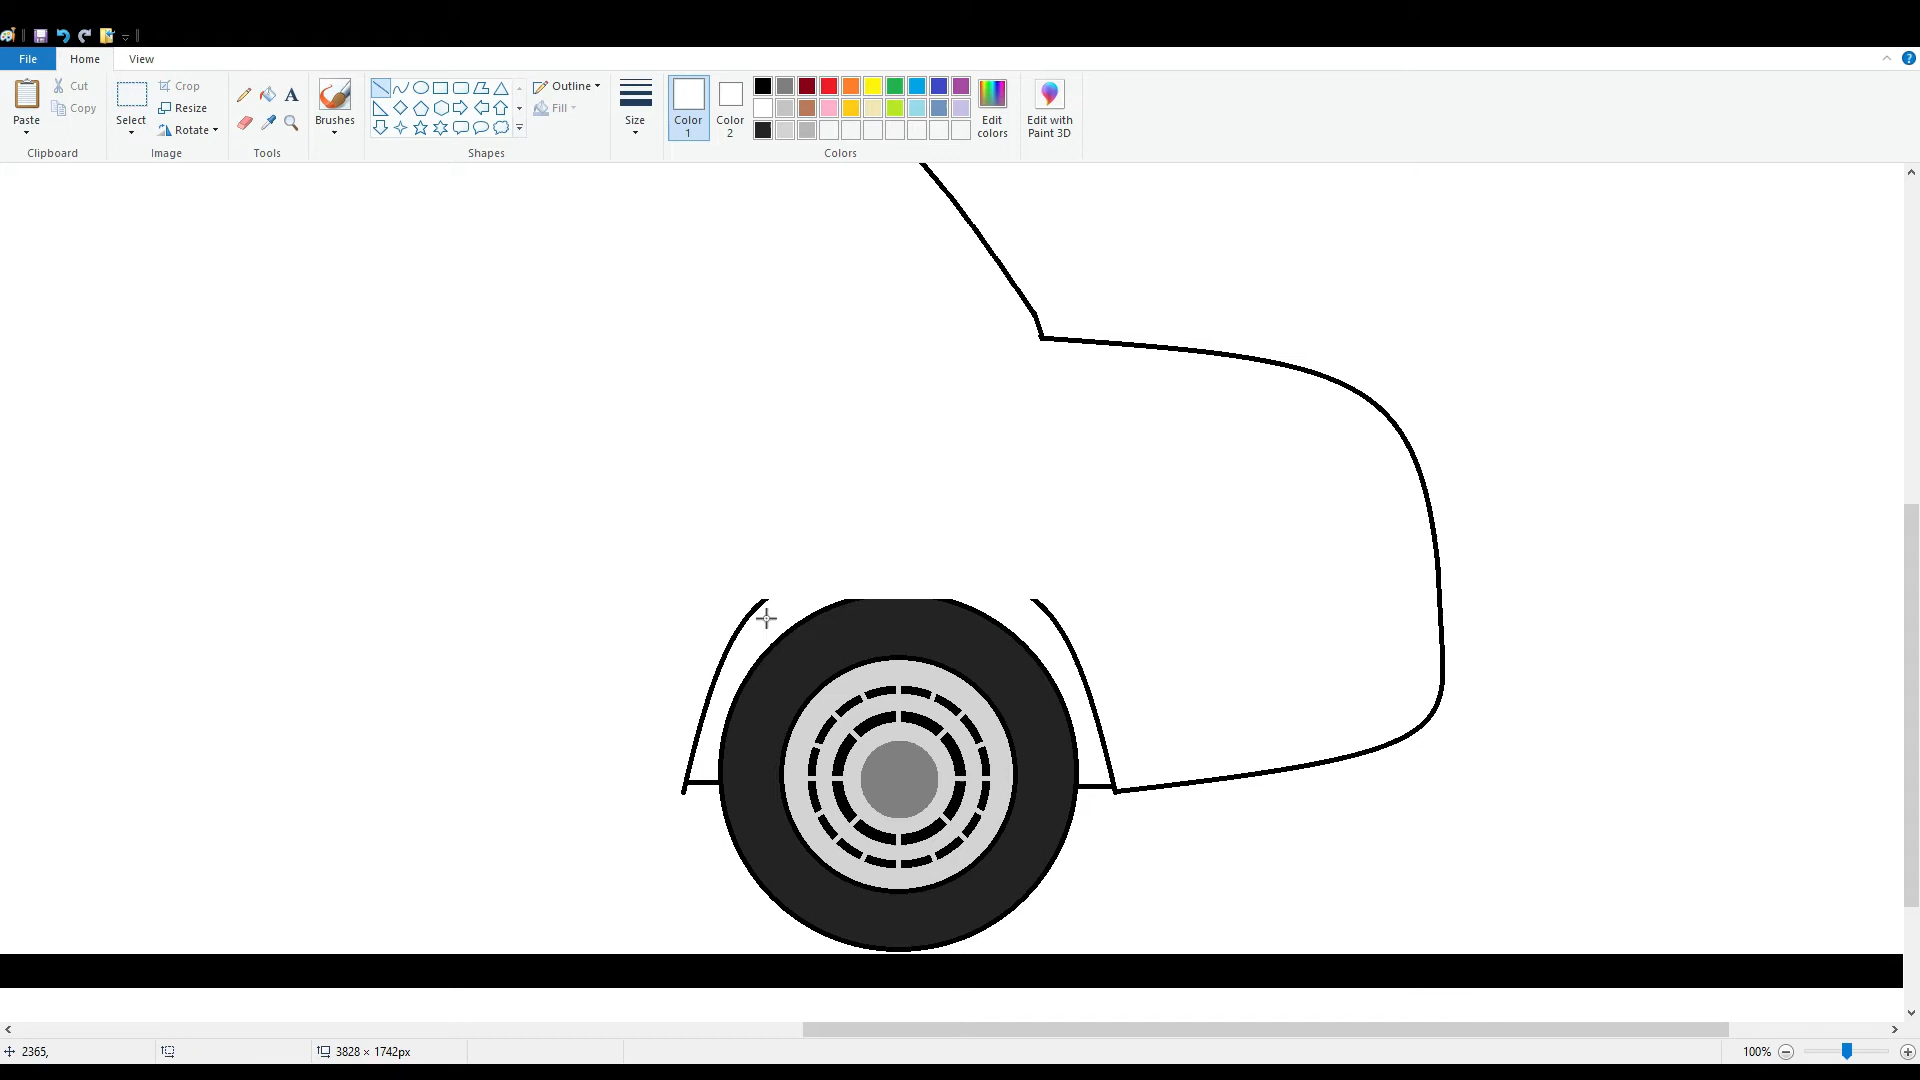 File Home View
Paste Cut Copy Clipboard
Select Crop Resize Rotate Image
A Tools
Brushes
Outline Fill Shapes
Size
Color 1 Color 2 Edit colors Colors
Edit with Paint 3D
?
2365, 3828 × 1742px 100%